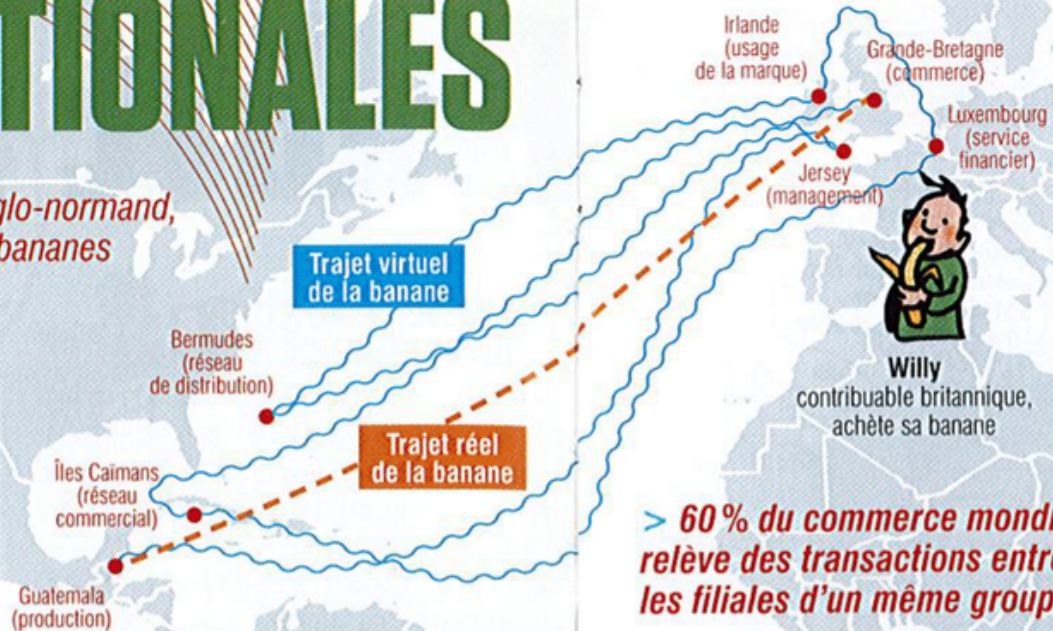 TIONALES
glo-normand,
bananes
Irlande
(usage
de la marque)
Grande-Bretagne
(commerce)
Luxembourg
(service
financier)
Jersey
(management)
Trajet virtuel
de la banane
Bermudes
(réseau
de distribution)
Willy
contribuable britannique,
achète sa banane
Trajet réel
de la banane
Îles Caïmans
(réseau
commercial)
Guatemala
(production)
> 60 % du commerce mondi
relève des transactions entre
les filiales d'un même group